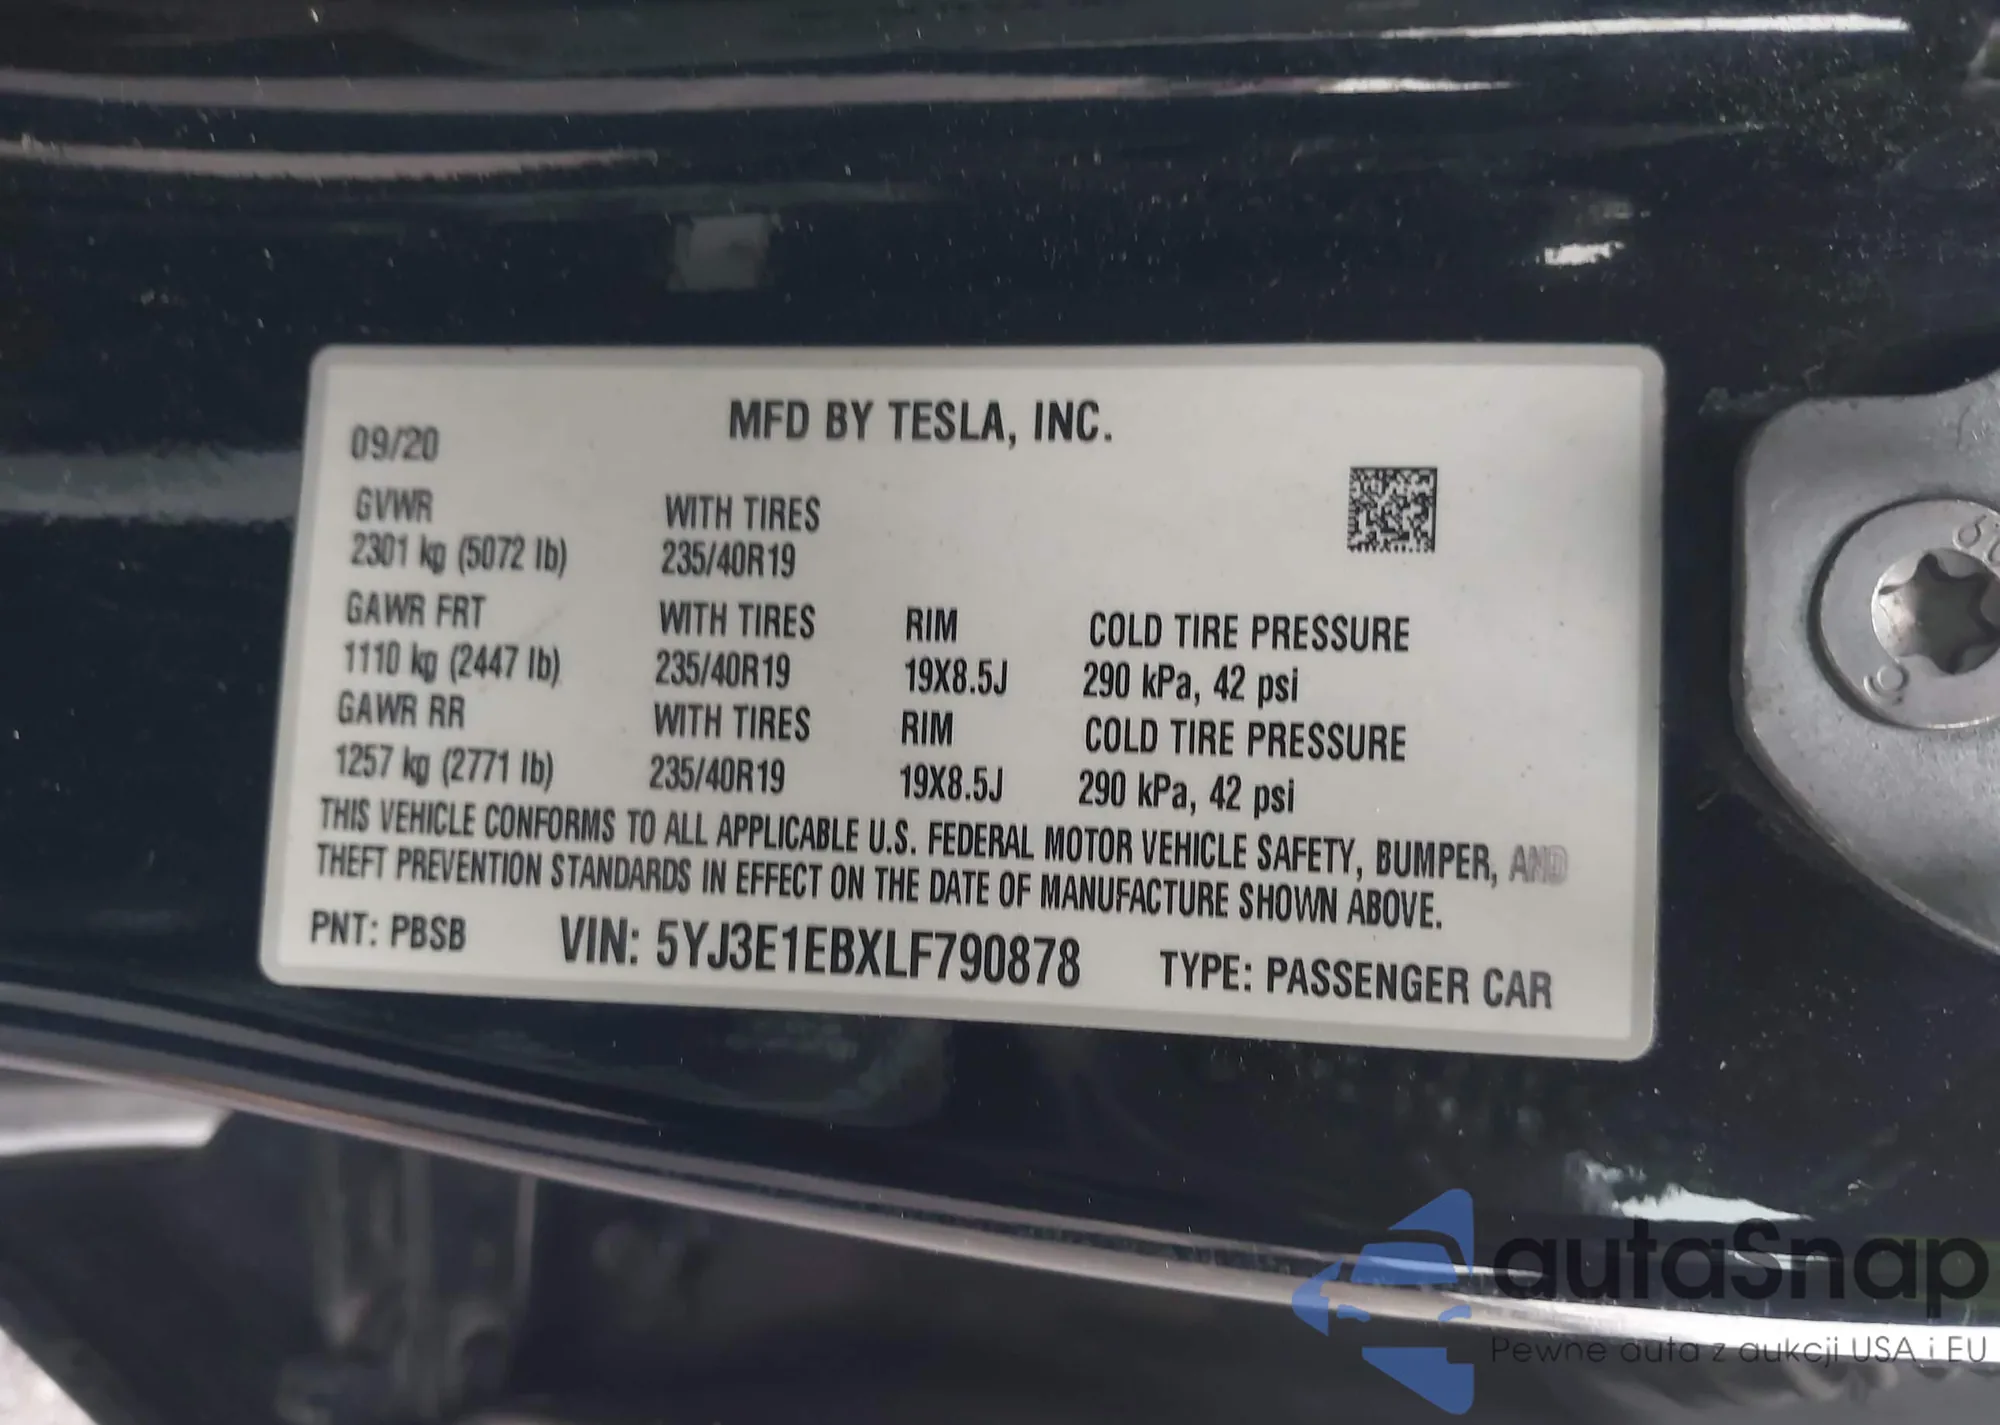 MFD BY TESLA, INC.
09/20
GVWR WITH TIRES
2301 kg (5072 lb) 235/40R19
GAWR FRT WITH TIRES RIM COLD TIRE PRESSURE
1110 kg (2447 lb) 235/40R19 19X8.5J 290 kPa, 42 psi
GAWR RR WITH TIRES RIM COLD TIRE PRESSURE
1257 kg (2771 lb) 235/40R19 19X8.5J 290 kPa, 42 psi
THIS VEHICLE CONFORMS TO ALL APPLICABLE U.S. FEDERAL MOTOR VEHICLE SAFETY, BUMPER, AND
THEFT PREVENTION STANDARDS IN EFFECT ON THE DATE OF MANUFACTURE SHOWN ABOVE.
PNT: PBSB VIN: 5YJ3E1EBXLF790878 TYPE: PASSENGER CAR
autaSnap
Pewne auta z aukcji USA i EU